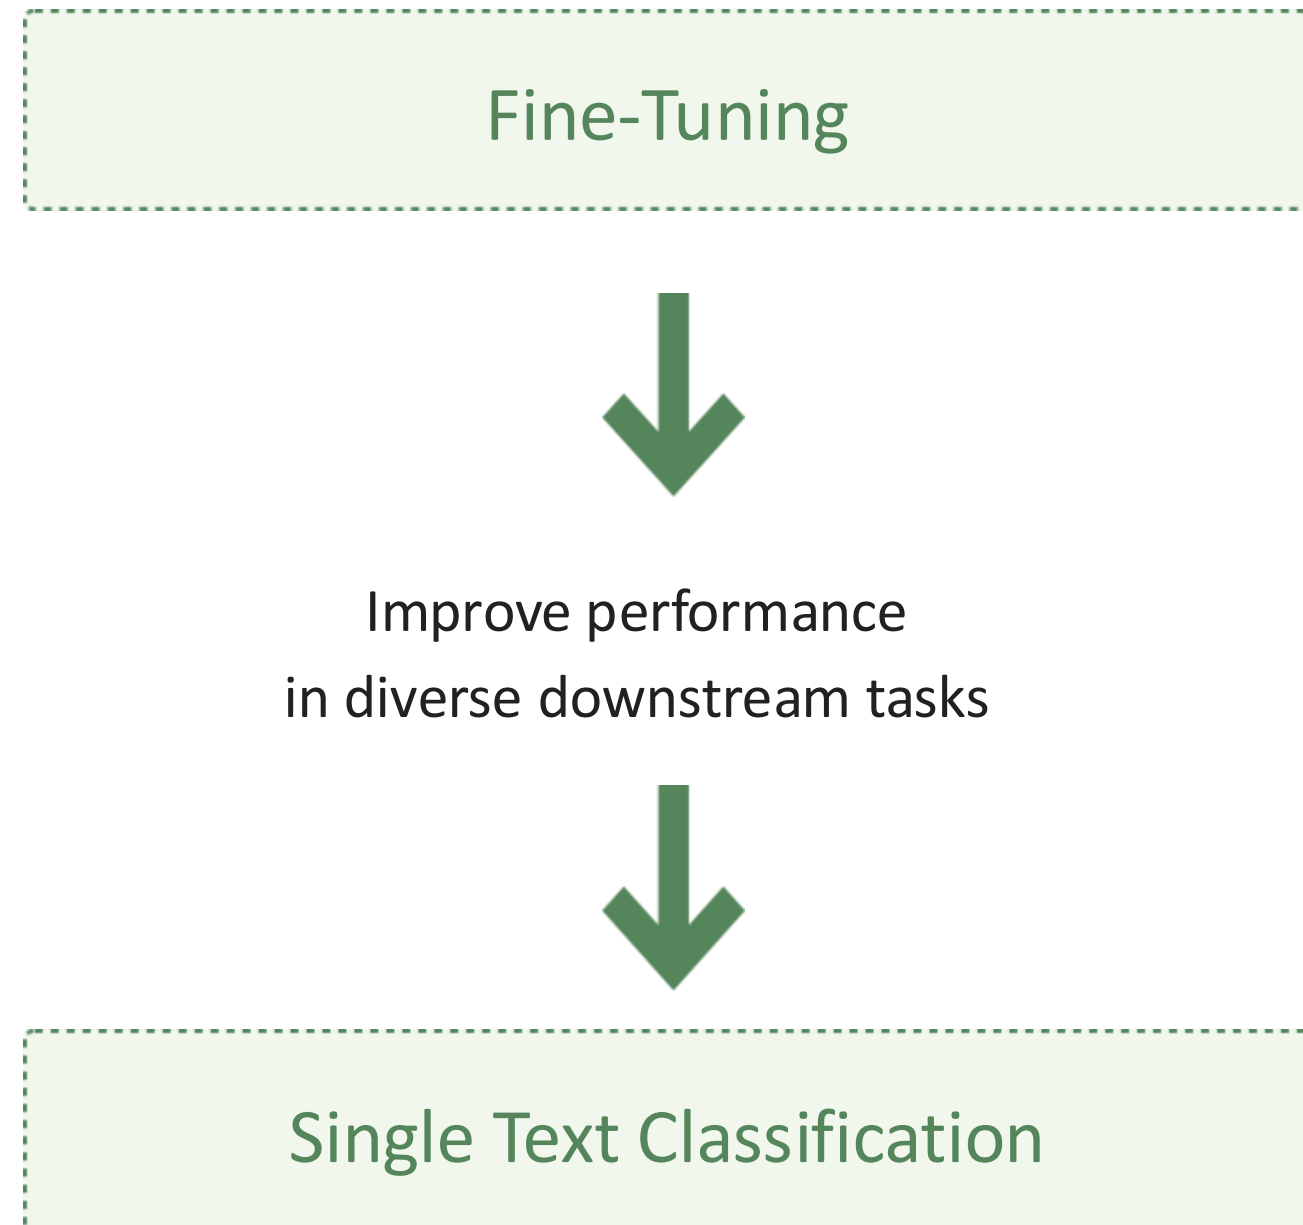 Fine-Tuning
Improve performance
in diverse downstream tasks
Single Text Classification